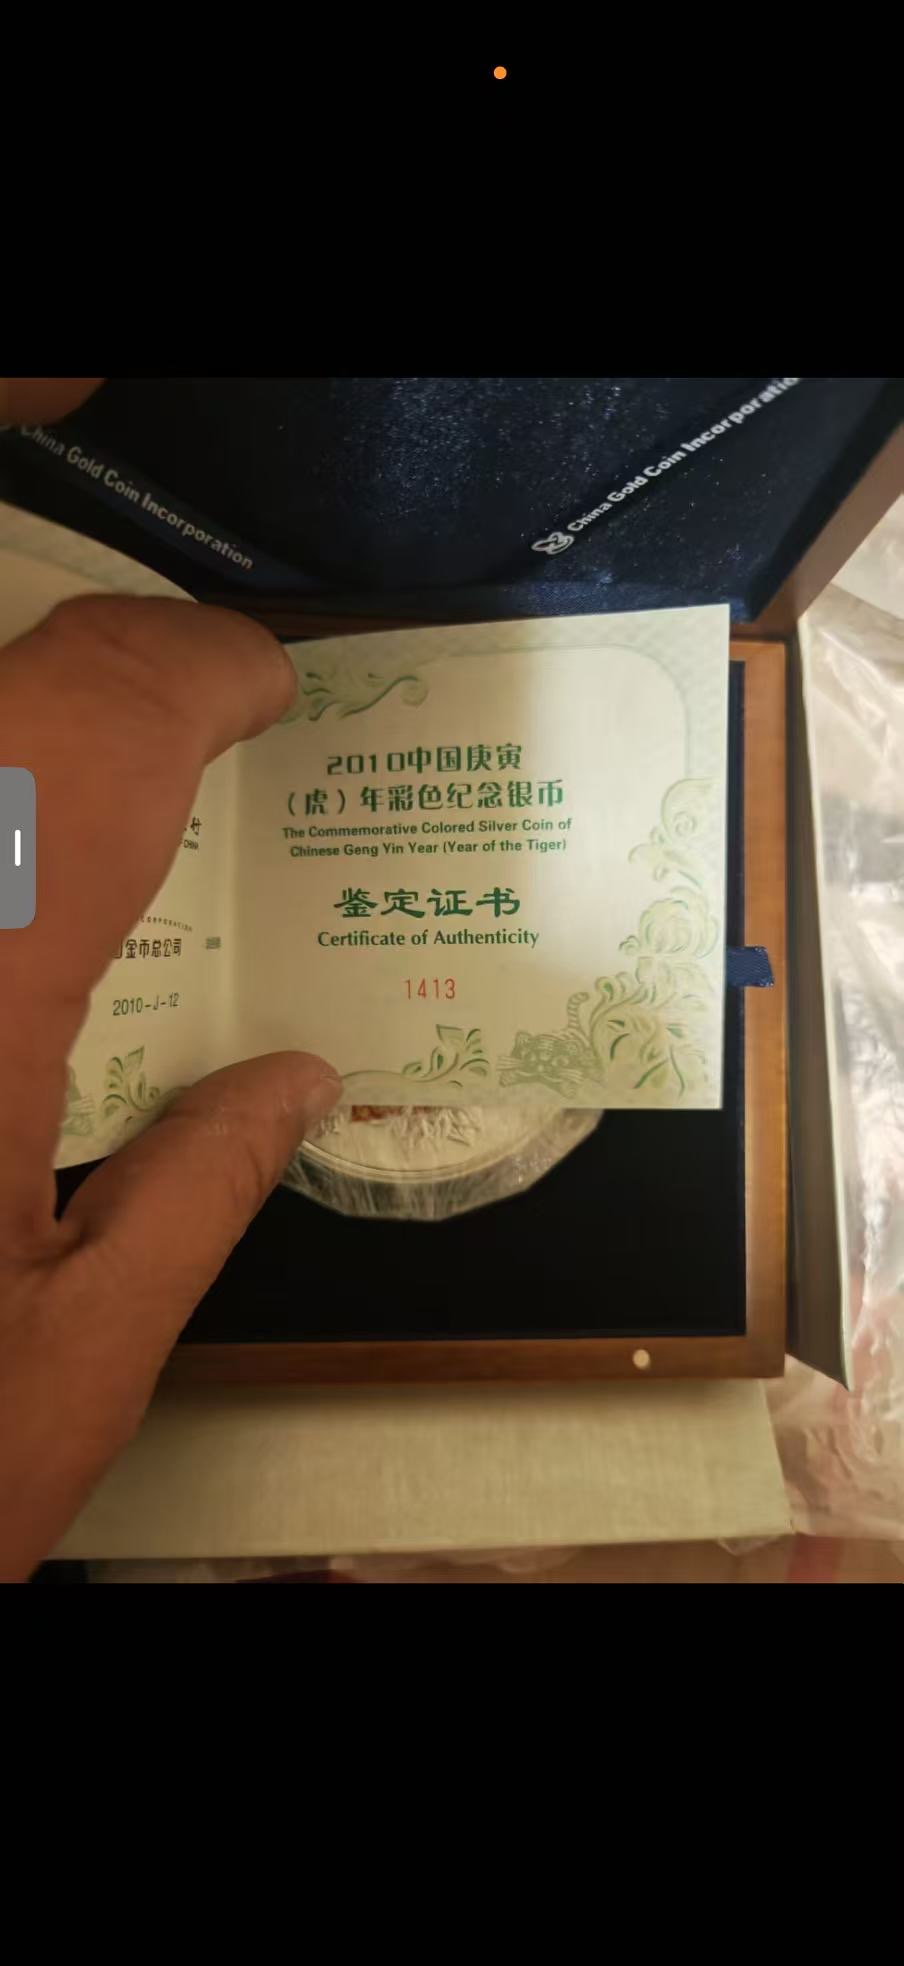 China Gold Coin Incorporation
China Gold Coin Incorporation
2010中国庚寅
（虎）年彩色纪念银币
The Commemorative Colored Silver Coin of
Chinese Geng Yin Year (Year of the Tiger)
鉴定证书
Certificate of Authenticity
1413
金币总公司
2010-J-12